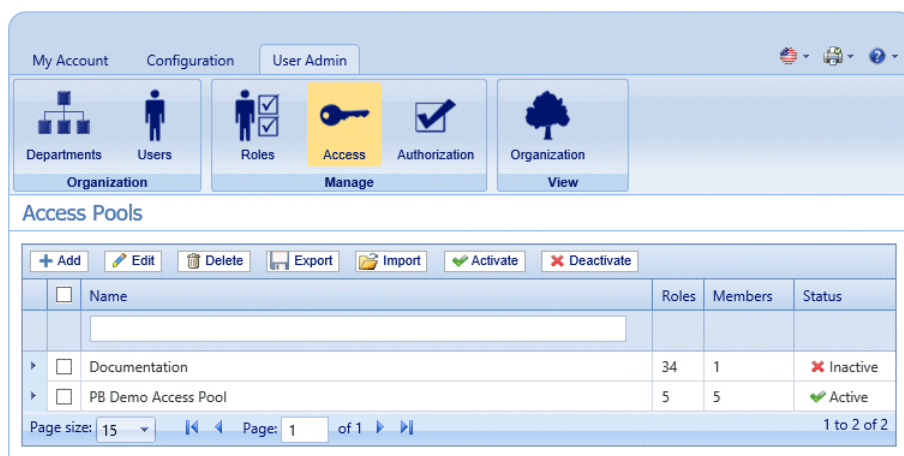 My Account Configuration User Admin
Departments Users Roles Access Authorization Organization
Organization Manage View
Access Pools
Add Edit Delete Export Import Activate Deactivate
Name Roles Members Status
Documentation 34 1 Inactive
PB Demo Access Pool 5 5 Active
Page size: 15 Page: 1 of 1 1 to 2 of 2